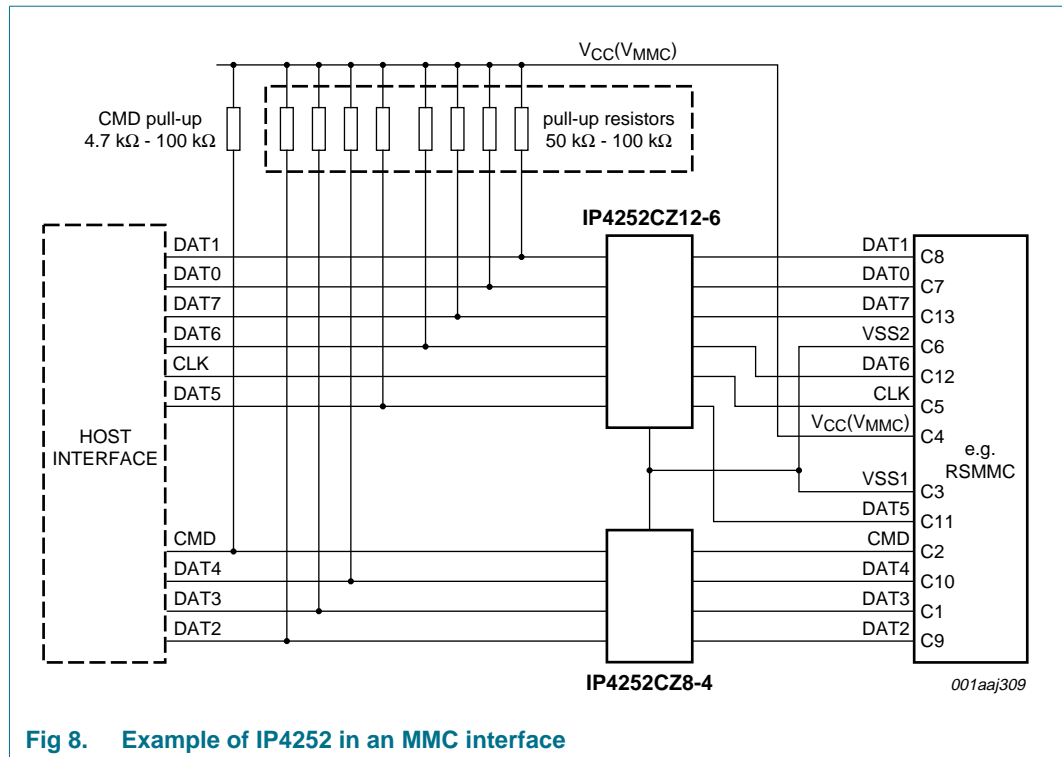 VCC(VMMC)
CMD pull-up
4.7 kΩ - 100 kΩ
pull-up resistors
50 kΩ - 100 kΩ
IP4252CZ12-6
DAT1
DAT0
DAT7
DAT6
CLK
DAT5
HOST
INTERFACE
CMD
DAT4
DAT3
DAT2
DAT1 C8
DAT0 C7
DAT7 C13
VSS2 C6
DAT6 C12
CLK C5
VCC(VMMC) C4
e.g.
RSMMC
VSS1 C3
DAT5 C11
CMD C2
DAT4 C10
DAT3 C1
DAT2 C9
IP4252CZ8-4
001aaj309
Fig 8. Example of IP4252 in an MMC interface